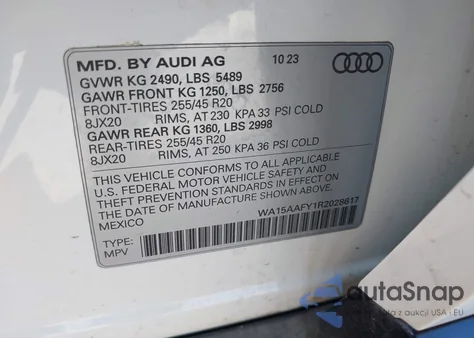 MFD. BY AUDI AG 10 23
GVWR KG 2490, LBS 5489
GAWR FRONT KG 1250, LBS 2756
FRONT-TIRES 255/45 R20
8JX20 RIMS, AT 230 KPA 33 PSI COLD
GAWR REAR KG 1360, LBS 2998
REAR-TIRES 255/45 R20
8JX20 RIMS, AT 250 KPA 36 PSI COLD
THIS VEHICLE CONFORMS TO ALL APPLICABLE
U.S. FEDERAL MOTOR VEHICLE SAFETY AND
THEFT PREVENTION STANDARDS IN EFFECT ON
THE DATE OF MANUFACTURE SHOWN ABOVE.
MEXICO WA15AAFY1R2028617
TYPE:
MPV
autoSnap
auta z aukcji USA i EU